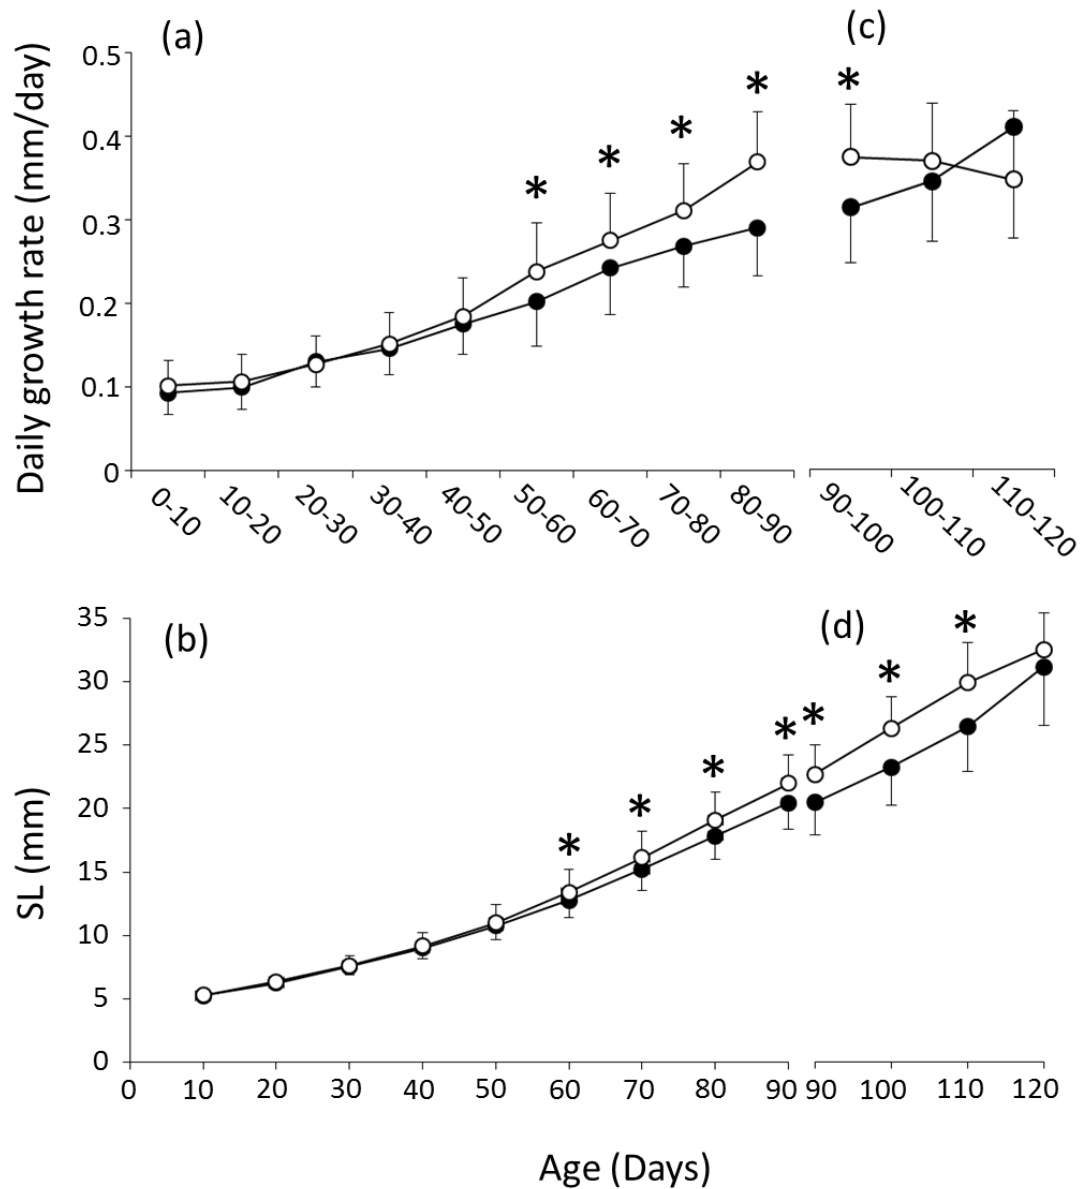 (a)
(c)
Daily growth rate (mm/day)
0.5
0.4
0.3
0.2
0.1
0
* * * * *
0-10 10-20 20-30 30-40 40-50 50-60 60-70 70-80 80-90 90-100 100-110 110-120
(b)
(d)
SL (mm)
35
30
25
20
15
10
5
0
* * * * * * *
0 10 20 30 40 50 60 70 80 90 90 100 110 120
Age (Days)